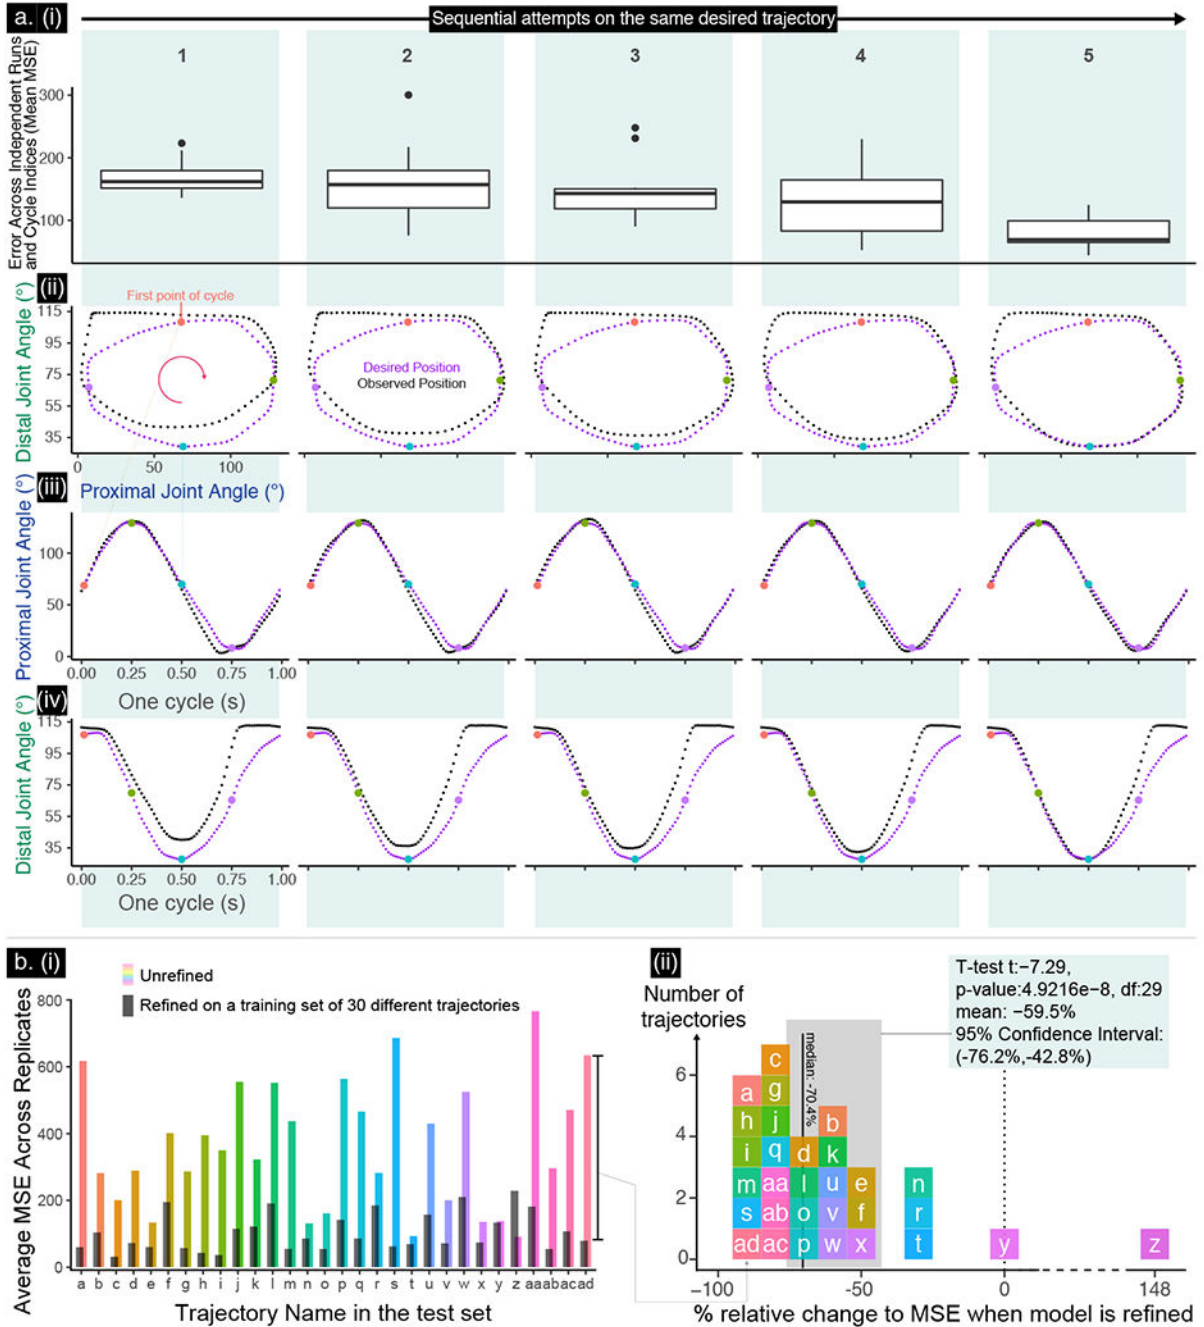 a. (i)
Sequential attempts on the same desired trajectory
1 2 3 4 5
Error Across Independent Runs
and Cycle Indices (Mean MSE)
300
200
100
(ii)
First point of cycle
Distal Joint Angle (°)
115
95
75
55
35
Desired Position
Observed Position
0 50 100
Proximal Joint Angle (°)
(iii)
Proximal Joint Angle (°)
100
50
0
0.00 0.25 0.50 0.75 1.00
One cycle (s)
(iv)
Distal Joint Angle (°)
115
95
75
55
35
0.00 0.25 0.50 0.75 1.00
One cycle (s)
b. (i)
Unrefined
Refined on a training set of 30 different trajectories
Average MSE Across Replicates
800
600
400
200
0
a b c d e f g h i j k l m n o p q r s t u v w x y z aa ab ac ad
Trajectory Name in the test set
(ii)
Number of
trajectories
T-test t:−7.29,
p-value:4.9216e−8, df:29
mean: −59.5%
95% Confidence Interval:
(-76.2%,-42.8%)
median: -70.4%
6
4
2
0
c
a g
h j b
i q d k
m aa l u e n
s ab o v f r
ad ac p w x t y z
−100 -50 0 148
% relative change to MSE when model is refined